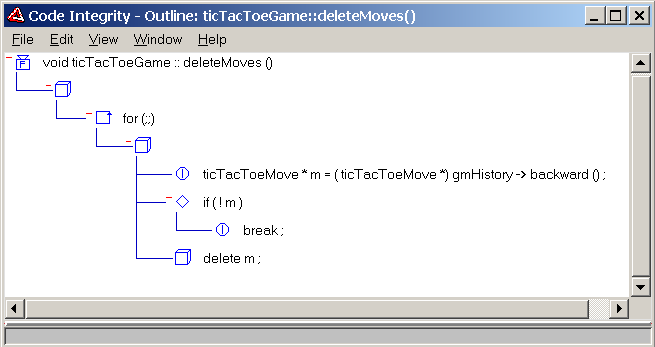 Code Integrity - Outline: ticTacToeGame::deleteMoves()
File Edit View Window Help
F void ticTacToeGame :: deleteMoves ()
for (;;)
ticTacToeMove * m = ( ticTacToeMove *) gmHistory -> backward () ;
if ( ! m )
break ;
delete m ;